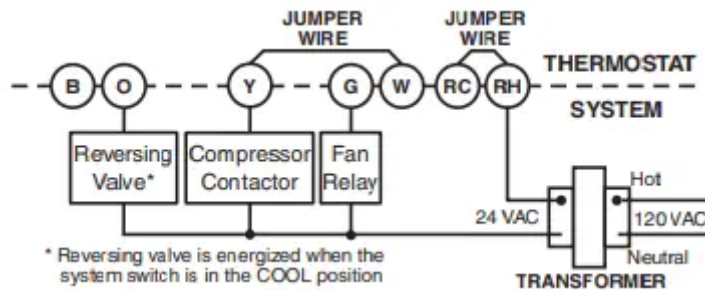 JUMPER
WIRE
JUMPER
WIRE
THERMOSTAT
B O Y G W RC RH
SYSTEM
Reversing
Valve*
Compressor
Contactor
Fan
Relay
Hot
24 VAC
120 VAC
Neutral
* Reversing valve is energized when the
system switch is in the COOL position
TRANSFORMER